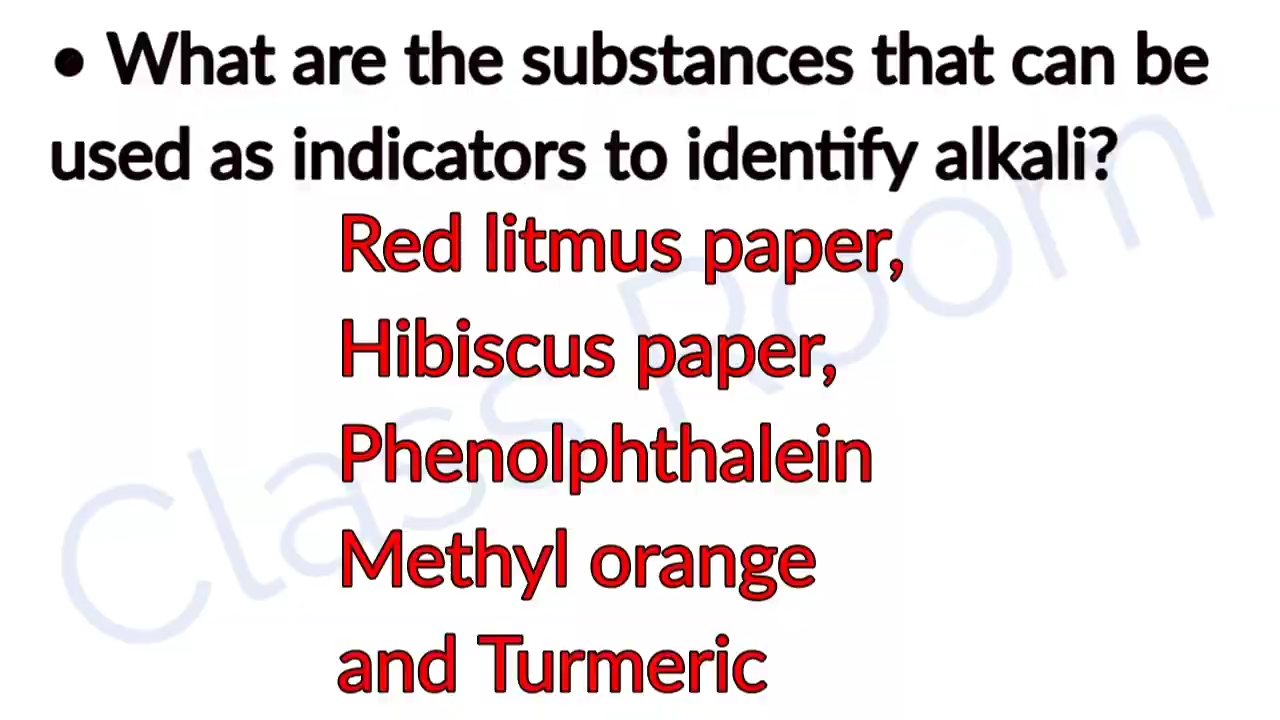 • What are the substances that can be
used as indicators to identify alkali?
Red litmus paper,
Hibiscus paper,
Phenolphthalein
Methyl orange
and Turmeric
Class Room